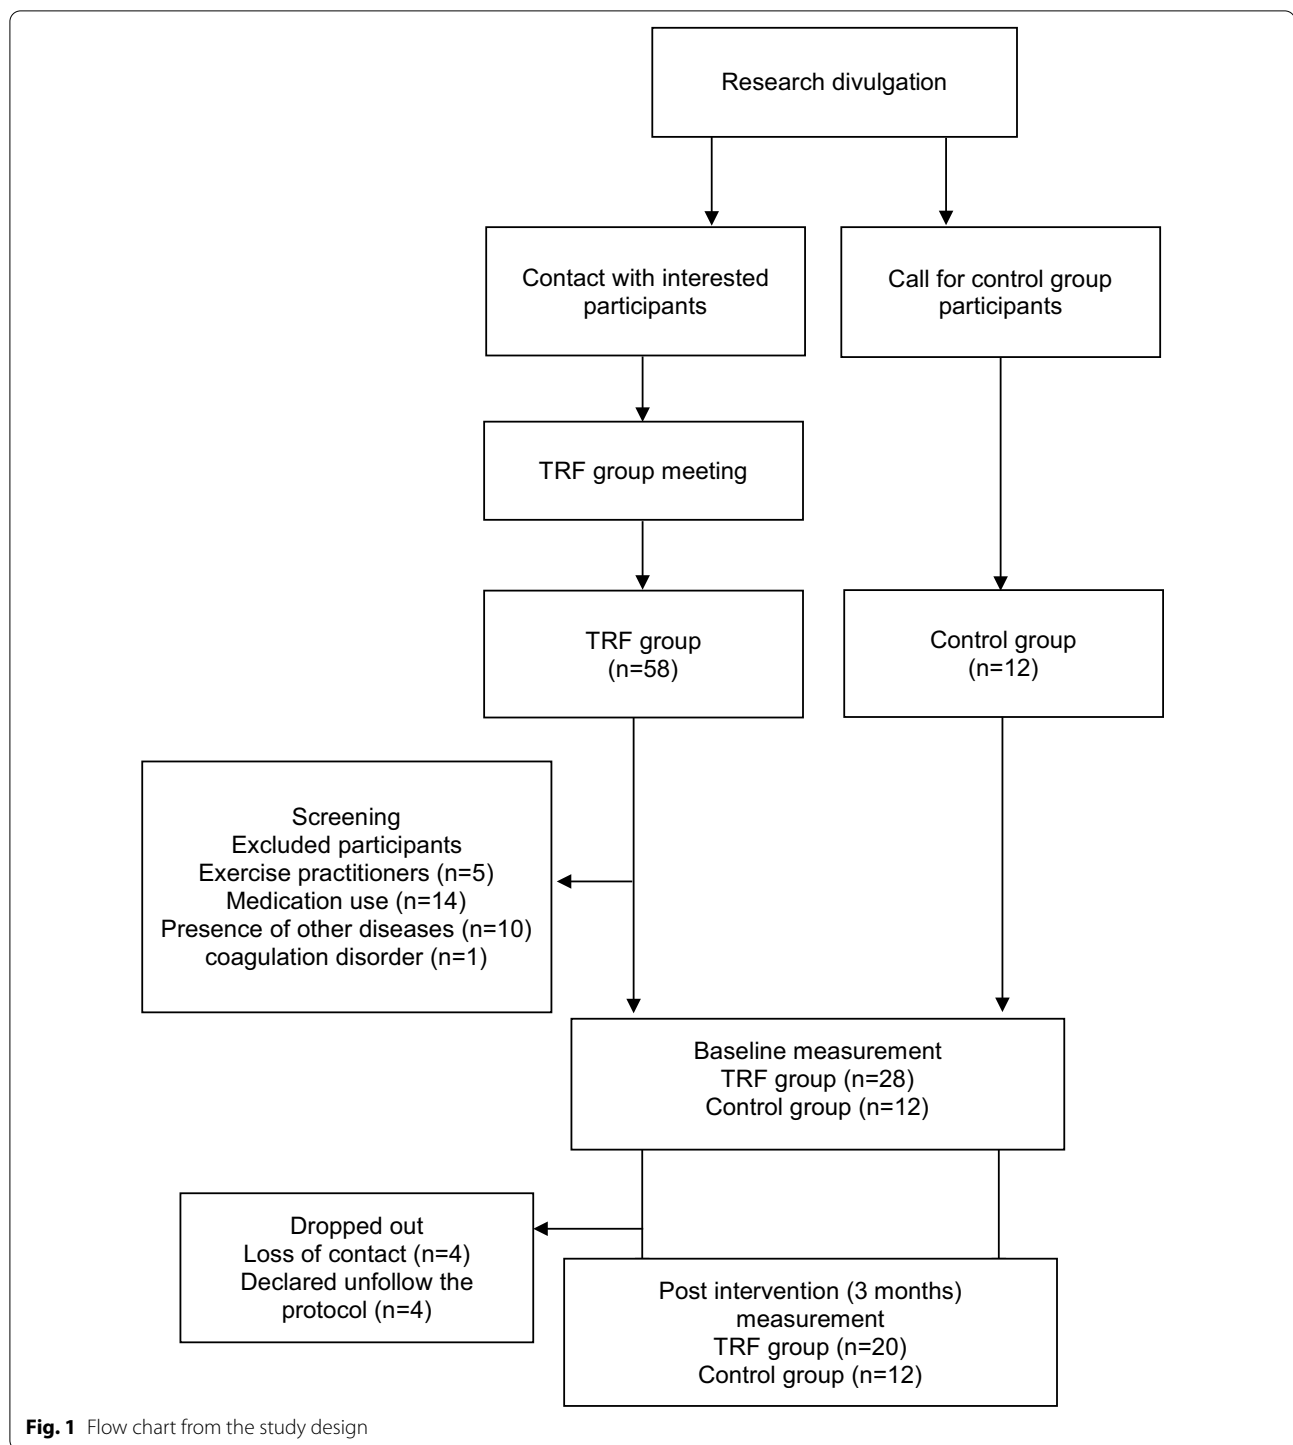 Research divulgation
Contact with interested
participants
Call for control group
participants
TRF group meeting
TRF group
(n=58)
Control group
(n=12)
Screening
Excluded participants
Exercise practitioners (n=5)
Medication use (n=14)
Presence of other diseases (n=10)
coagulation disorder (n=1)
Baseline measurement
TRF group (n=28)
Control group (n=12)
Dropped out
Loss of contact (n=4)
Declared unfollow the
protocol (n=4)
Post intervention (3 months)
measurement
TRF group (n=20)
Control group (n=12)
Fig. 1 Flow chart from the study design